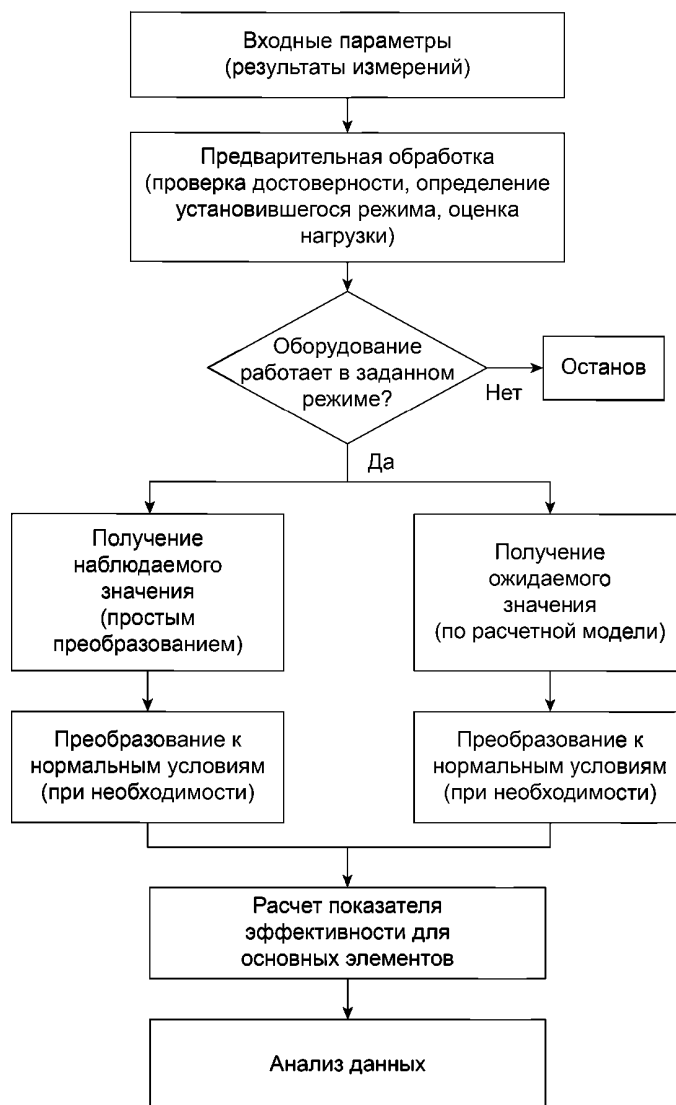 Входные параметры
(результаты измерений)
Предварительная обработка
(проверка достоверности, определение
установившегося режима, оценка
нагрузки)
Оборудование
работает в заданном
режиме?
Нет
Останов
Да
Получение
наблюдаемого
значения
(простым
преобразованием)
Получение
ожидаемого
значения
(по расчетной модели)
Преобразование к
нормальным условиям
(при необходимости)
Преобразование к
нормальным условиям
(при необходимости)
Расчет показателя
эффективности для
основных элементов
Анализ данных